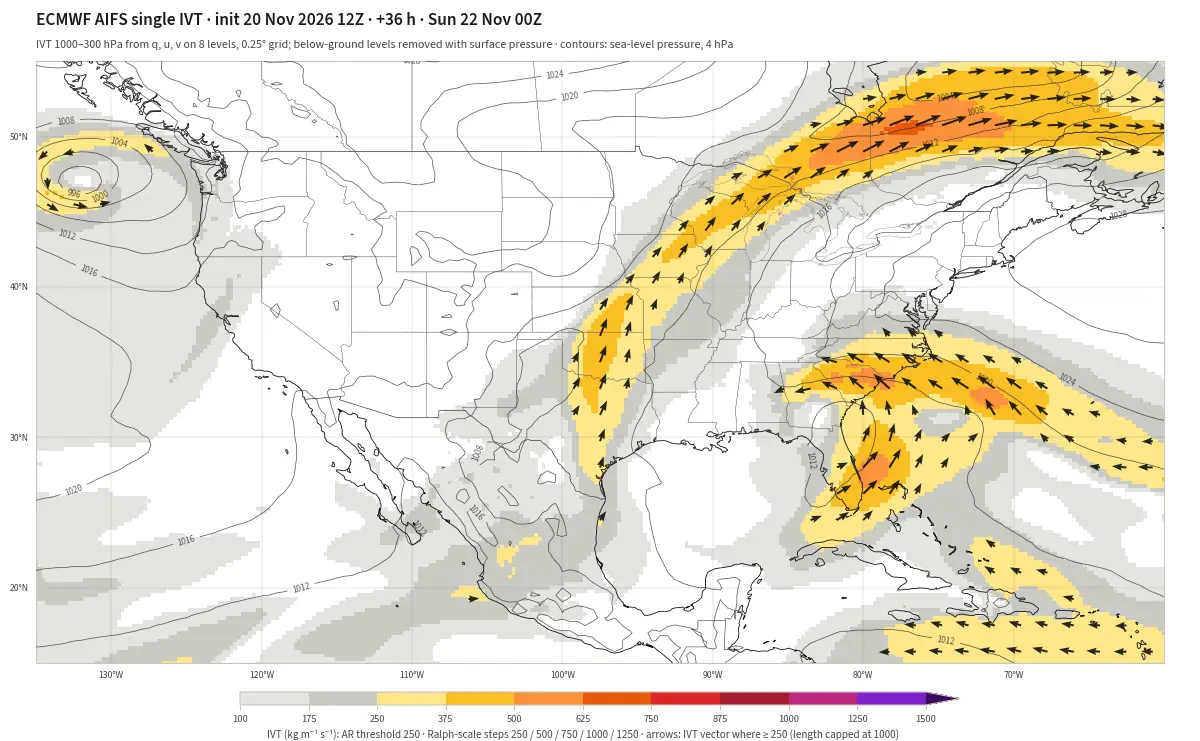 ECMWF AIFS single IVT · init 20 Nov 2026 12Z · +36 h · Sun 22 Nov 00Z
IVT 1000–300 hPa from q, u, v on 8 levels, 0.25° grid; below-ground levels removed with surface pressure · contours: sea-level pressure, 4 hPa
1024
1020
1008
1004
996
1000
1012
1016
1008
1012
1016
1028
1024
1008
1012
1016
1020
1016
1012
1012
50°N
40°N
30°N
20°N
130°W 120°W 110°W 100°W 90°W 80°W 70°W
100 175 250 375 500 625 750 875 1000 1250 1500
IVT (kg m⁻¹ s⁻¹): AR threshold 250 · Ralph-scale steps 250 / 500 / 750 / 1000 / 1250 · arrows: IVT vector where ≥ 250 (length capped at 1000)